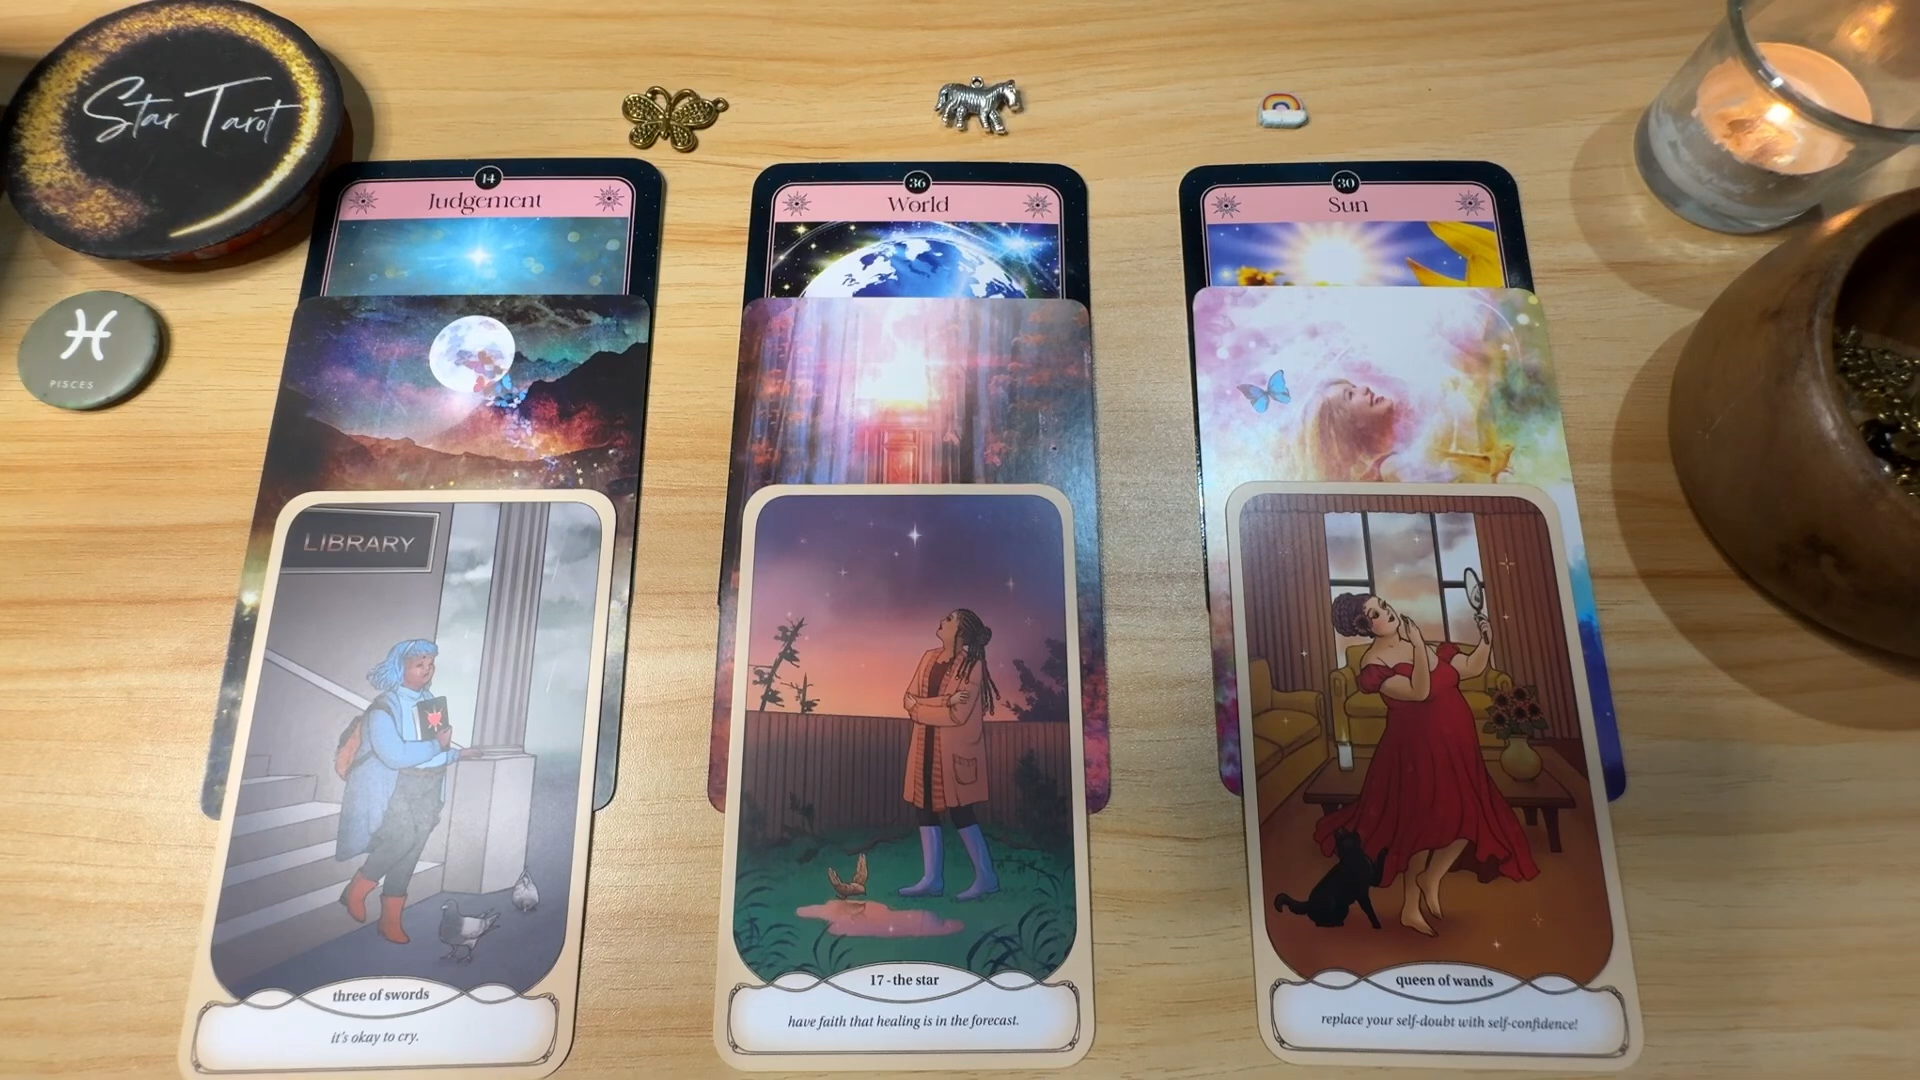 Star Tarot
PISCES
14
Judgement
36
World
30
Sun
LIBRARY
three of swords
it's okay to cry.
17 - the star
have faith that healing is in the forecast.
queen of wands
replace your self-doubt with self-confidence!